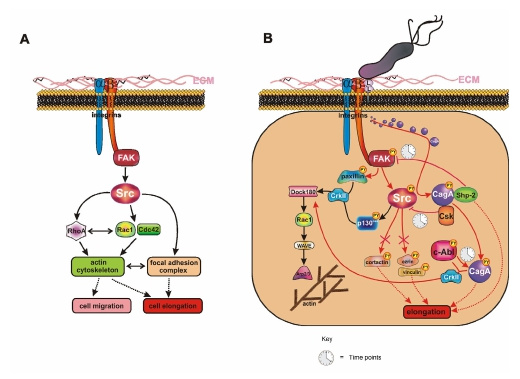 A
ECM
integrins
FAK
Src
RhoA
Rac1
Cdc42
actin
cytoskeleton
focal adhesion
complex
cell migration
cell elongation
B
ECM
integrins
FAK
paxillin
CrkII
Dock180
Rac1
WAVE
actin
p130
Src
CagA
Shp-2
Csk
cortactin
ezrin
vinculin
c-Abl
CrkII
CagA
elongation
Key
= Time points